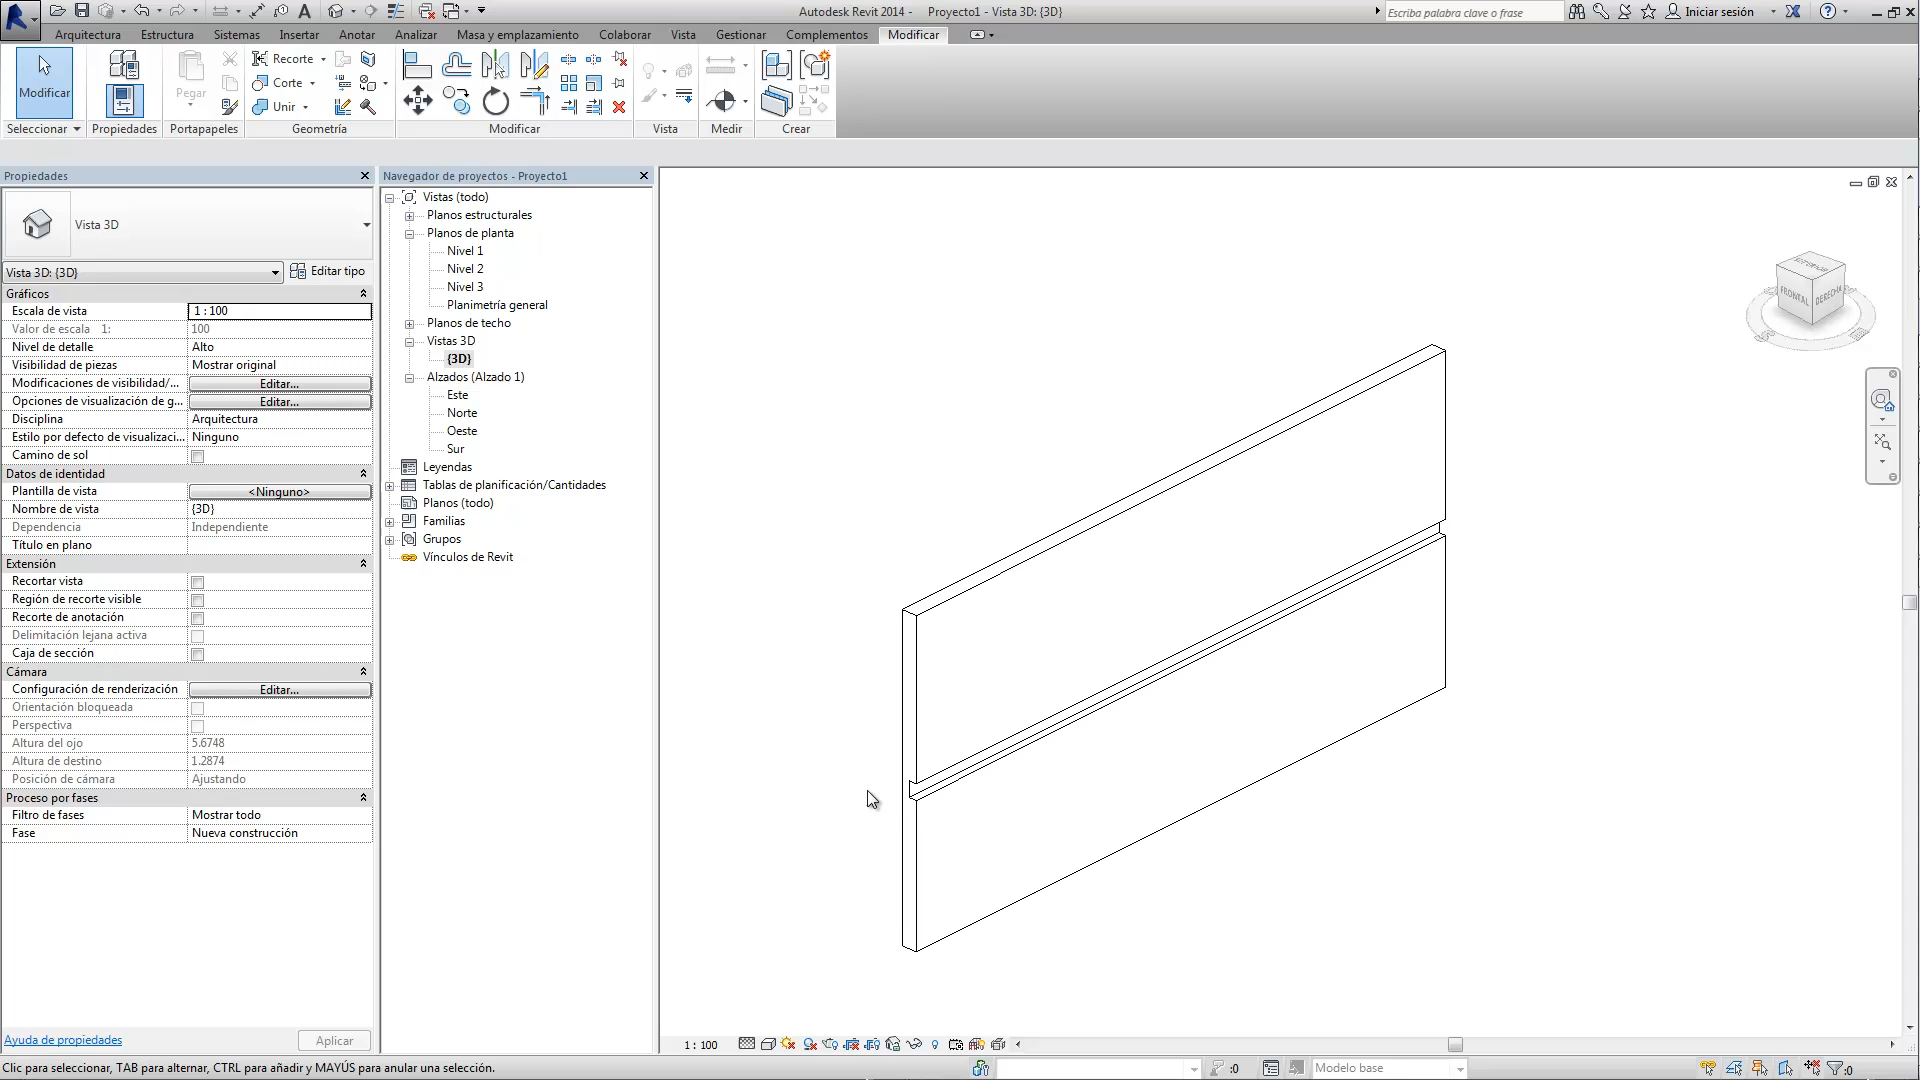 Autodesk Revit 2014 - Proyecto1 - Vista 3D: {3D}
Escriba palabra clave o frase
Iniciar sesión
Arquitectura Estructura Sistemas Insertar Anotar Analizar Masa y emplazamiento Colaborar Vista Gestionar Complementos Modificar
Modificar
Pegar
Recorte
Corte
Unir
Seleccionar Propiedades Portapapeles Geometría Modificar Vista Medir Crear
Propiedades
Vista 3D
Vista 3D: {3D}
Editar tipo
Gráficos
Escala de vista 1 : 100
Valor de escala 1: 100
Nivel de detalle Alto
Visibilidad de piezas Mostrar original
Modificaciones de visibilidad/... Editar...
Opciones de visualización de g... Editar...
Disciplina Arquitectura
Estilo por defecto de visualizaci... Ninguno
Camino de sol
Datos de identidad
Plantilla de vista <Ninguno>
Nombre de vista {3D}
Dependencia Independiente
Título en plano
Extensión
Recortar vista
Región de recorte visible
Recorte de anotación
Delimitación lejana activa
Caja de sección
Cámara
Configuración de renderización Editar...
Orientación bloqueada
Perspectiva
Altura del ojo 5.6748
Altura de destino 1.2874
Posición de cámara Ajustando
Proceso por fases
Filtro de fases Mostrar todo
Fase Nueva construcción
Ayuda de propiedades
Aplicar
Navegador de proyectos - Proyecto1
Vistas (todo)
Planos estructurales
Planos de planta
Nivel 1
Nivel 2
Nivel 3
Planimetría general
Planos de techo
Vistas 3D
{3D}
Alzados (Alzado 1)
Este
Norte
Oeste
Sur
Leyendas
Tablas de planificación/Cantidades
Planos (todo)
Familias
Grupos
Vínculos de Revit
FRONTAL
DERECHA
1 : 100
Clic para seleccionar, TAB para alternar, CTRL para añadir y MAYÚS para anular una selección.
:0
Modelo base
:0